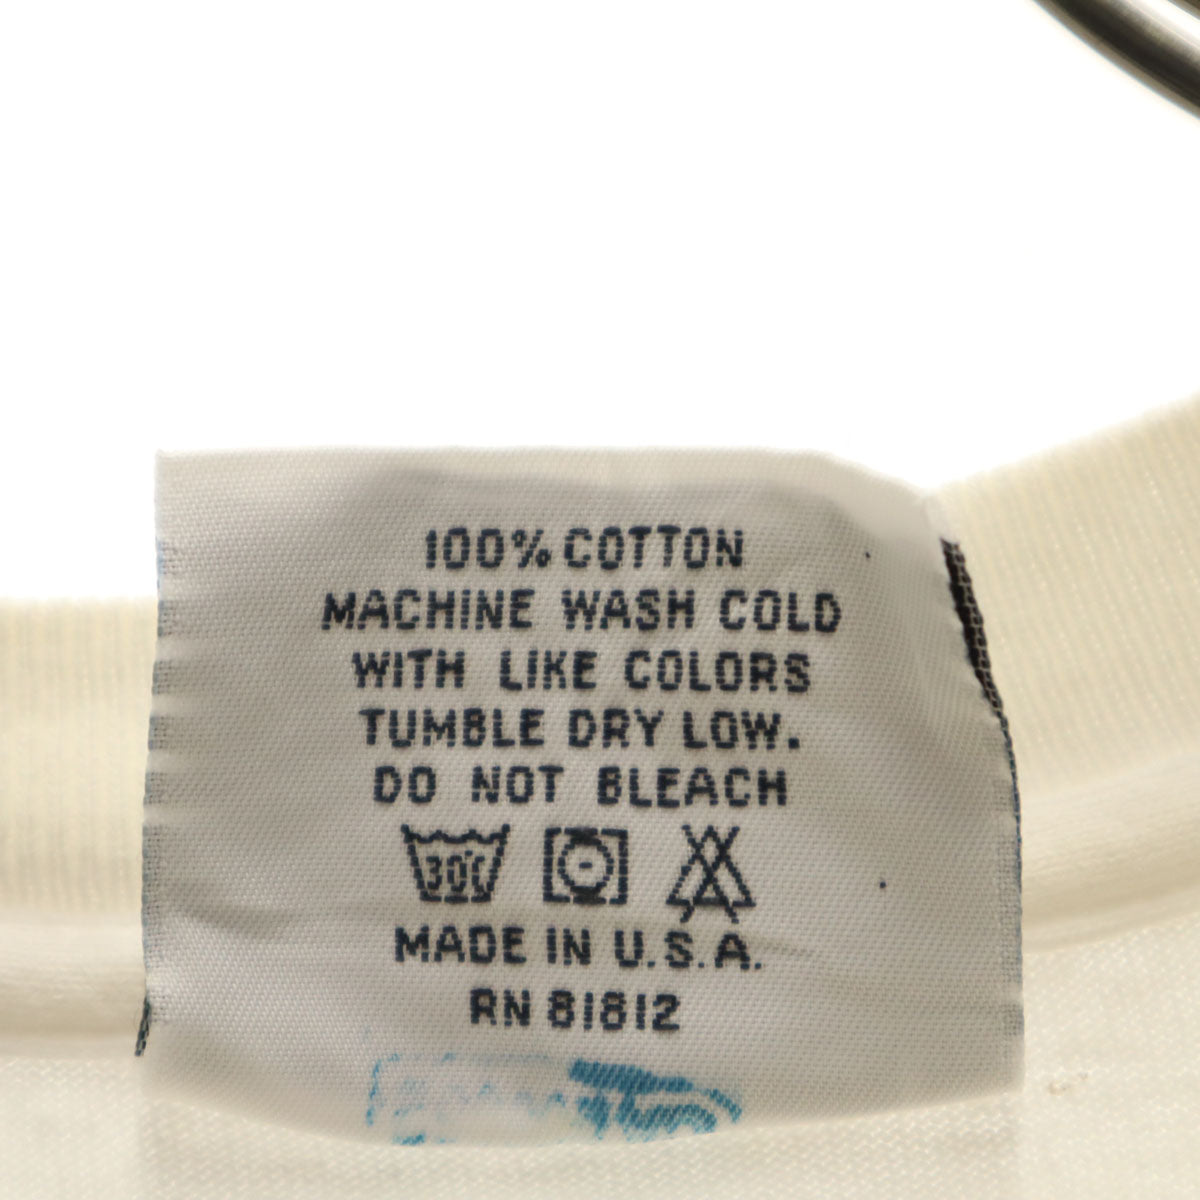 100% COTTON
MACHINE WASH COLD
WITH LIKE COLORS
TUMBLE DRY LOW.
DO NOT BLEACH
30°C
MADE IN U.S.A.
RN 81812